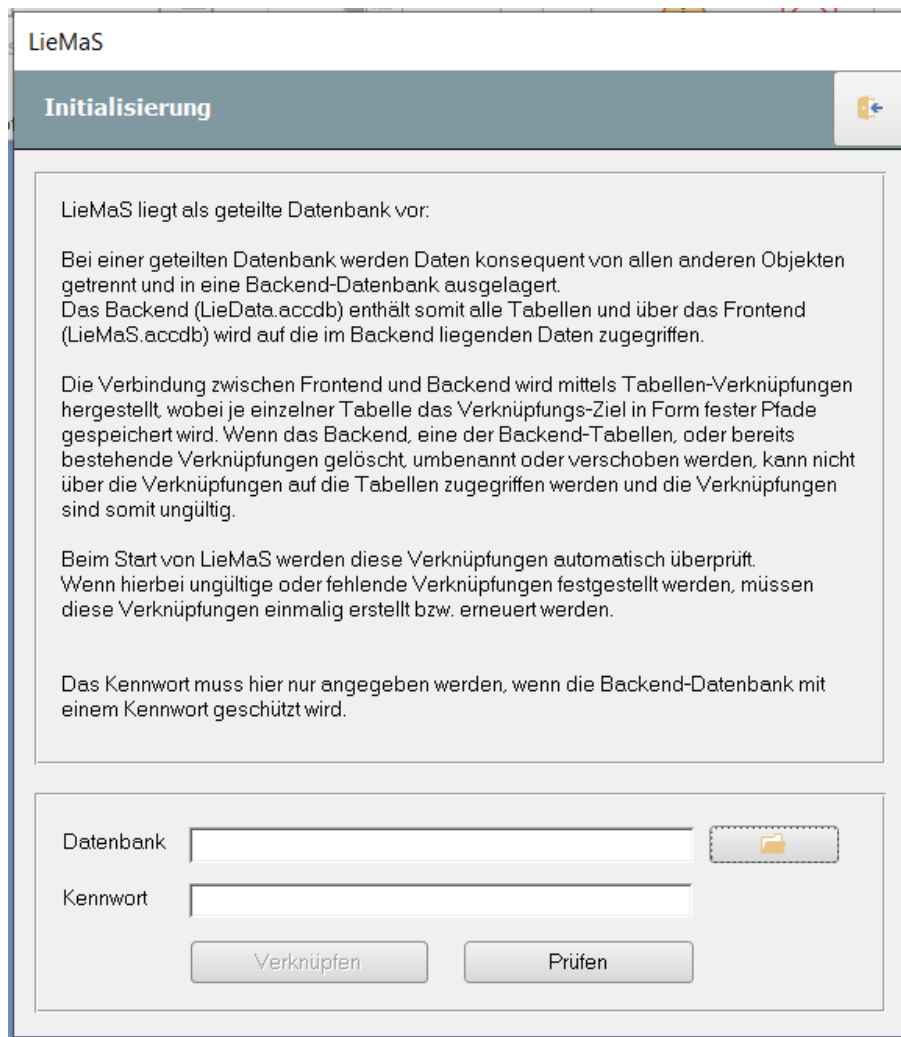 LieMaS
Initialisierung
LieMaS liegt als geteilte Datenbank vor:
Bei einer geteilten Datenbank werden Daten konsequent von allen anderen Objekten
getrennt und in eine Backend-Datenbank ausgelagert.
Das Backend (LieData.accdb) enthält somit alle Tabellen und über das Frontend
(LieMaS.accdb) wird auf die im Backend liegenden Daten zugegriffen.
Die Verbindung zwischen Frontend und Backend wird mittels Tabellen-Verknüpfungen
hergestellt, wobei je einzelner Tabelle das Verknüpfungs-Ziel in Form fester Pfade
gespeichert wird. Wenn das Backend, eine der Backend-Tabellen, oder bereits
bestehende Verknüpfungen gelöscht, umbenannt oder verschoben werden, kann nicht
über die Verknüpfungen auf die Tabellen zugegriffen werden und die Verknüpfungen
sind somit ungültig.
Beim Start von LieMaS werden diese Verknüpfungen automatisch überprüft.
Wenn hierbei ungültige oder fehlende Verknüpfungen festgestellt werden, müssen
diese Verknüpfungen einmalig erstellt bzw. erneuert werden.
Das Kennwort muss hier nur angegeben werden, wenn die Backend-Datenbank mit
einem Kennwort geschützt wird.
Datenbank
Kennwort
Verknüpfen
Prüfen